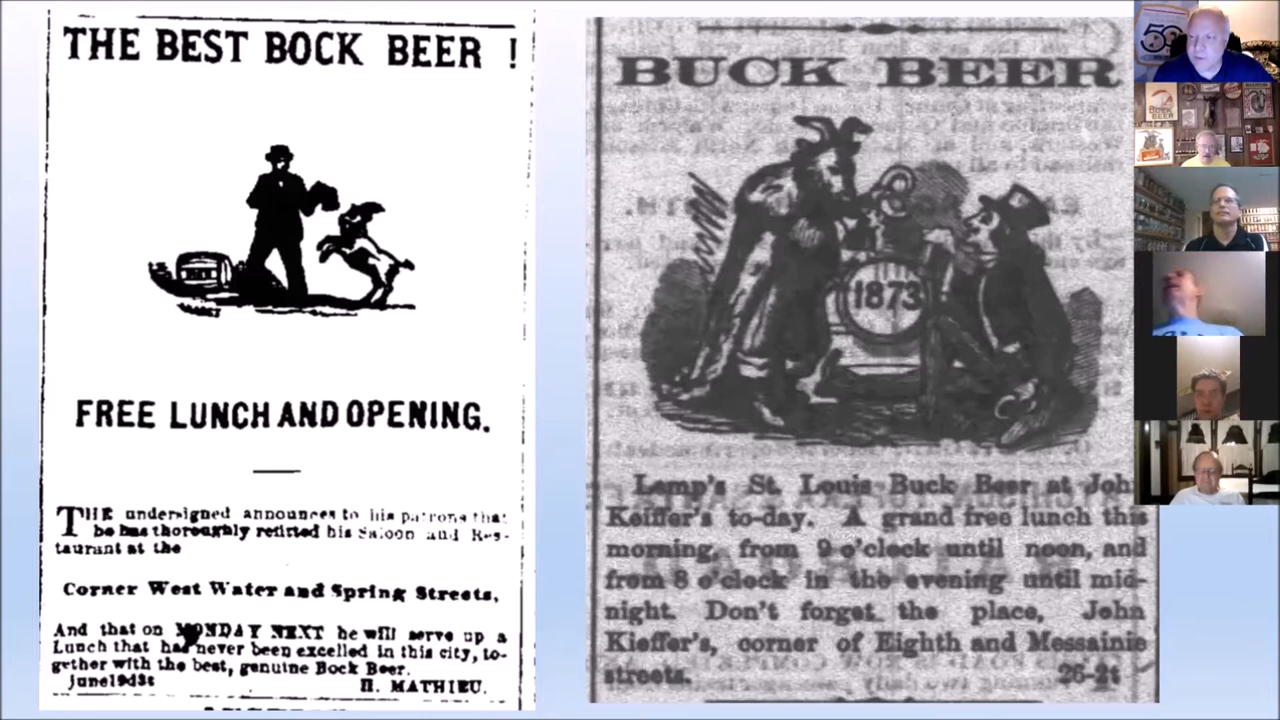 THE BEST BOCK BEER !
FREE LUNCH AND OPENING.
THE undersigned announces to his patrons that
he has thoroughly refitted his Saloon and Res-
taurant at the
Corner West Water and Spring Streets,
And that on MONDAY NEXT he will serve up a
Lunch that has never been excelled in this city, to-
gether with the best, genuine Bock Beer.
june19d3t H. MATHIEU.
BUCK BEER
1873
Lemp's St. Louis Buck Beer at John
Keiffer's to-day. A grand free lunch this
morning, from 9 o'clock until noon, and
from 8 o'clock in the evening until mid-
night. Don't forget the place, John
Kieffer's, corner of Eighth and Messainie
streets. 26-2t
50
BOCK
BEER